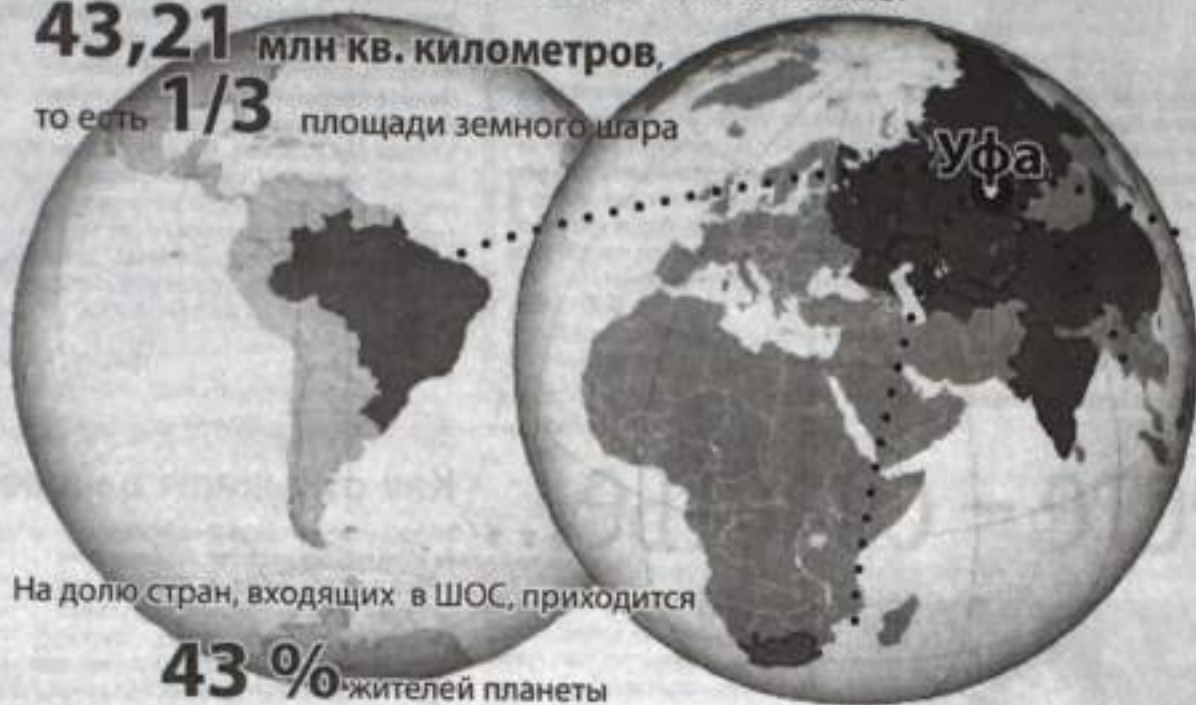 43,21 млн кв. километров,
то есть 1/3 площади земного шара
Уфа
На долю стран, входящих в ШОС, приходится
43 % жителей планеты